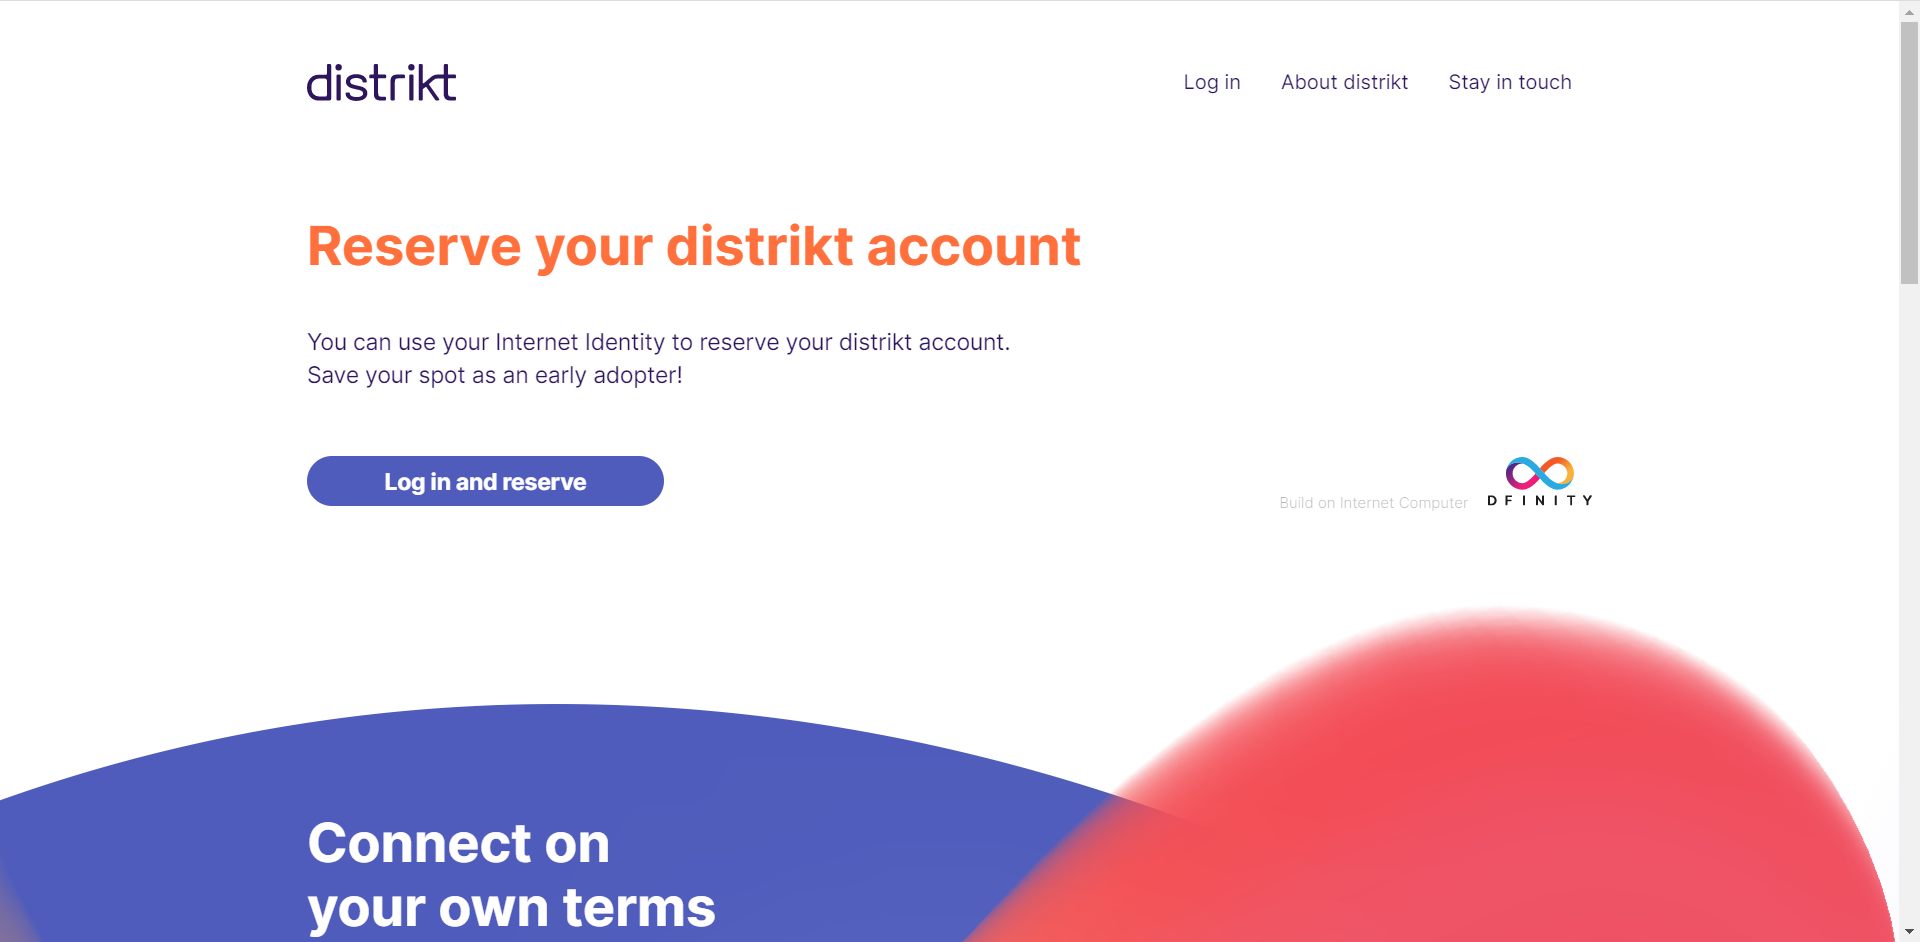 distrikt
Log in
About distrikt
Stay in touch
Reserve your distrikt account
You can use your Internet Identity to reserve your distrikt account.
Save your spot as an early adopter!
Log in and reserve
Build on Internet Computer
DFINITY
Connect on
your own terms